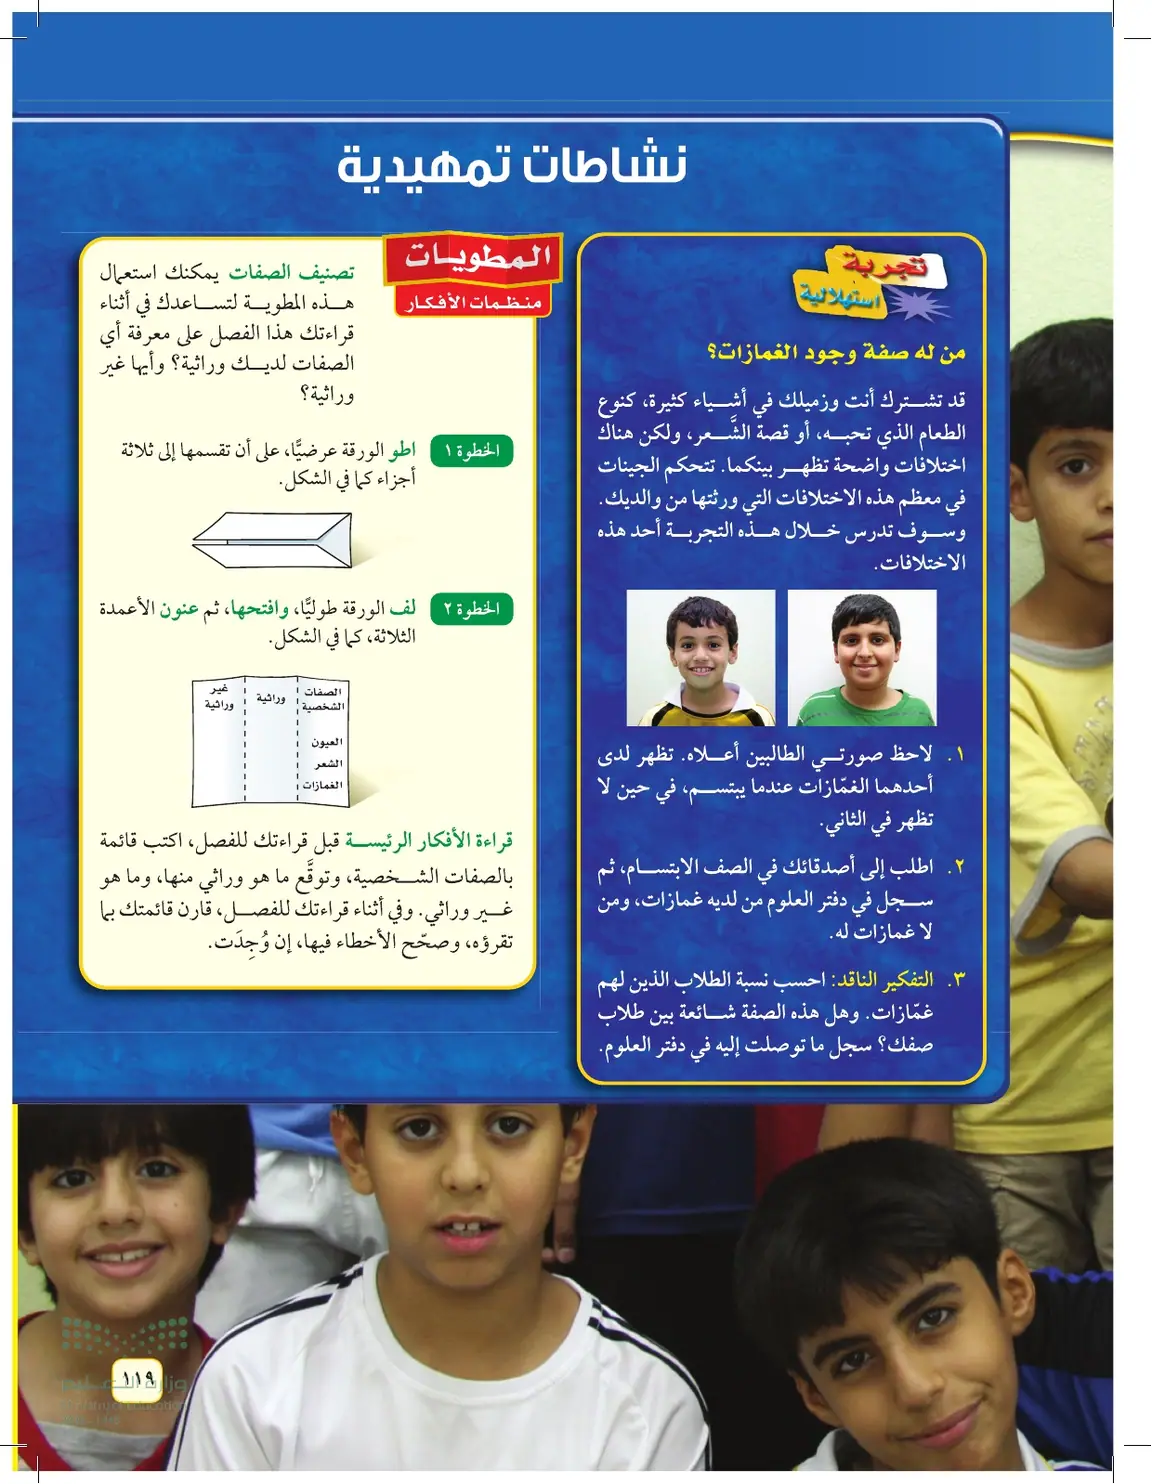 نشاطات تمهيدية
تجربة
استهلالية
من له صفة وجود الغمازات؟
قد تشترك أنت وزميلك في أشياء كثيرة، كنوع
الطعام الذي تحبه، أو قصة الشَّعر، ولكن هناك
اختلافات واضحة تظهر بينكما. تتحكم الجينات
في معظم هذه الاختلافات التي ورثتها من والديك.
وسوف تدرس خلال هذه التجربة أحد هذه
الاختلافات.
١. لاحظ صورتي الطالبين أعلاه. تظهر لدى
أحدهما الغمّازات عندما يبتسم، في حين لا
تظهر في الثاني.
٢. اطلب إلى أصدقائك في الصف الابتسام، ثم
سجل في دفتر العلوم من لديه غمازات، ومن
لا غمازات له.
٣. التفكير الناقد: احسب نسبة الطلاب الذين لهم
غمّازات. وهل هذه الصفة شائعة بين طلاب
صفك؟ سجل ما توصلت إليه في دفتر العلوم.
المطويات
منظمات الأفكار
تصنيف الصفات يمكنك استعمال
هذه المطوية لتساعدك في أثناء
قراءتك هذا الفصل على معرفة أي
الصفات لديك وراثية؟ وأيها غير
وراثية؟
الخطوة ١ اطو الورقة عرضيًّا، على أن تقسمها إلى ثلاثة
أجزاء كما في الشكل.
الخطوة ٢ لف الورقة طوليًّا، وافتحها، ثم عنون الأعمدة
الثلاثة، كما في الشكل.
الصفات
الشخصية
وراثية
غير
وراثية
العيون
الشعر
الغمازات
قراءة الأفكار الرئيسة قبل قراءتك للفصل، اكتب قائمة
بالصفات الشخصية، وتوقَّع ما هو وراثي منها، وما هو
غير وراثي. وفي أثناء قراءتك للفصل، قارن قائمتك بما
تقرؤه، وصحّح الأخطاء فيها، إن وُجِدَت.
وزارة التعليم
١١٩